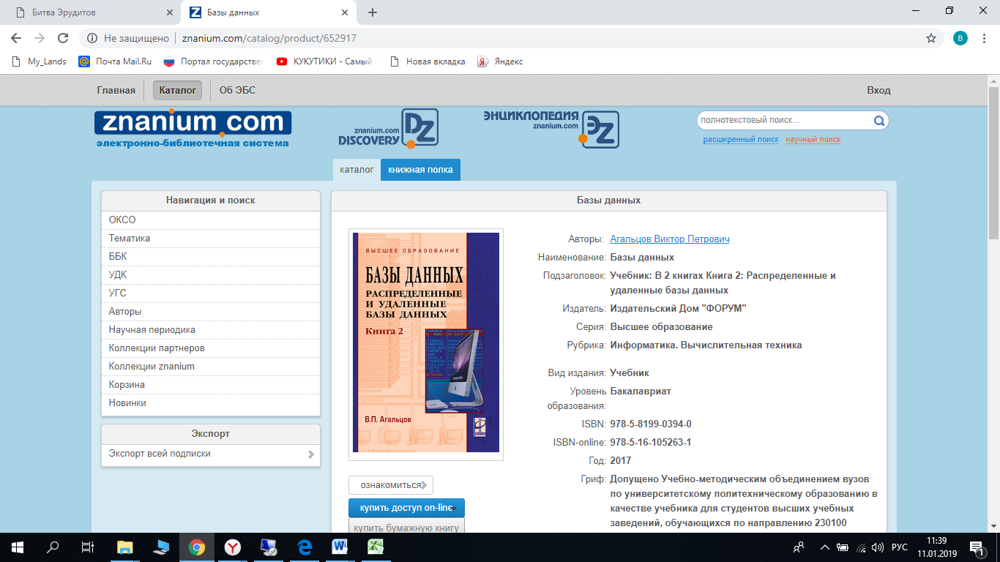 Битва Эрудитов
Базы данных
Не защищено
znanium.com/catalog/product/652917
В
My_Lands
Почта Mail.Ru
Портал государстве
КУКУТИКИ - Самый
Новая вкладка
Яндекс
Главная
Каталог
Об ЭБС
Вход
znanium.com
электронно-библиотечная система
znanium.com
DISCOVERY
DZ
ЭНЦИКЛОПЕДИЯ
znanium.com
ЭZ
полнотекстовый поиск...
расширенный поиск научный поиск
каталог
книжная полка
Навигация и поиск
ОКСО
Тематика
ББК
УДК
УГС
Авторы
Научная периодика
Коллекции партнеров
Коллекции znanium
Корзина
Новинки
Экспорт
Экспорт всей подписки
Базы данных
ВЫСШЕЕ ОБРАЗОВАНИЕ
БАЗЫ ДАННЫХ
РАСПРЕДЕЛЕННЫЕ
И УДАЛЕННЫЕ
БАЗЫ ДАННЫХ
Книга 2
В.П. Агальцов
ознакомиться
купить доступ on-line
купить бумажную книгу
Авторы: Агальцов Виктор Петрович
Наименование: Базы данных
Подзаголовок: Учебник: В 2 книгах Книга 2: Распределенные и
удаленные базы данных
Издатель: Издательский Дом "ФОРУМ"
Серия: Высшее образование
Рубрика: Информатика. Вычислительная техника
Вид издания: Учебник
Уровень Бакалавриат
образования:
ISBN: 978-5-8199-0394-0
ISBN-online: 978-5-16-105263-1
Год: 2017
Гриф: Допущено Учебно-методическим объединением вузов
по университетскому политехническому образованию в
качестве учебника для студентов высших учебных
заведений, обучающихся по направлению 230100
РУС
11:39
11.01.2019
1